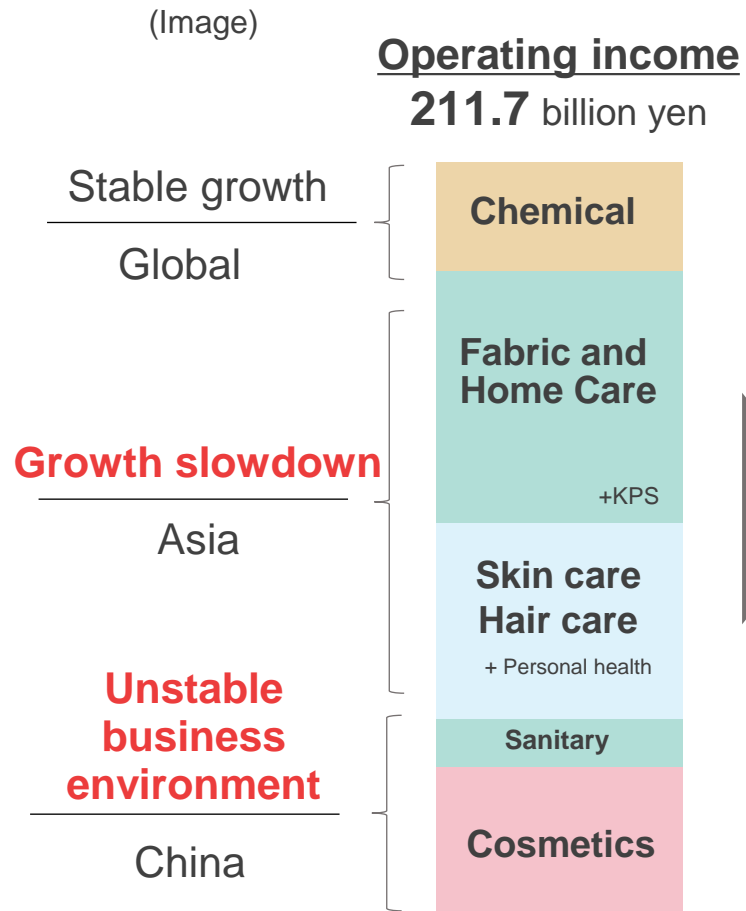 (Image)
Operating income
211.7 billion yen
Stable growth
Global
Chemical
Growth slowdown
Asia
Fabric and
Home Care
+KPS
Skin care
Hair care
+ Personal health
Unstable
business
environment
China
Sanitary
Cosmetics